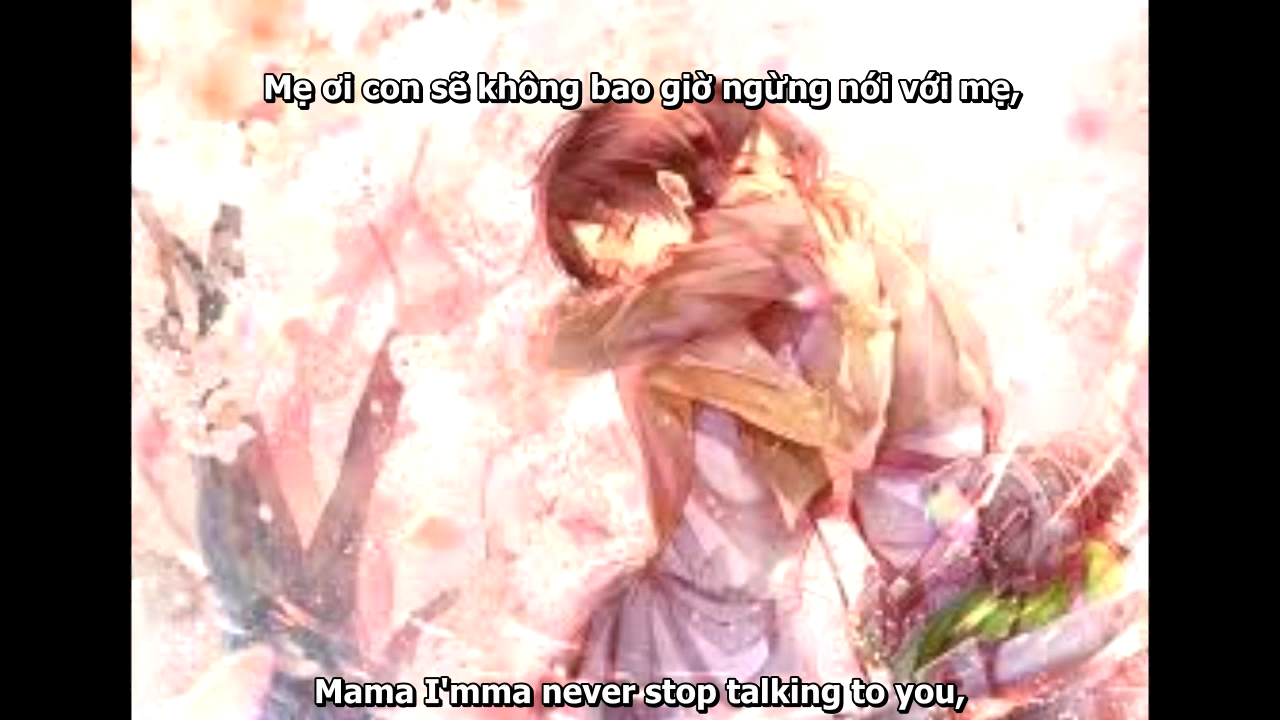 Mẹ ơi con sẽ không bao giờ ngừng nói với mẹ,
Mama I'mma never stop talking to you,